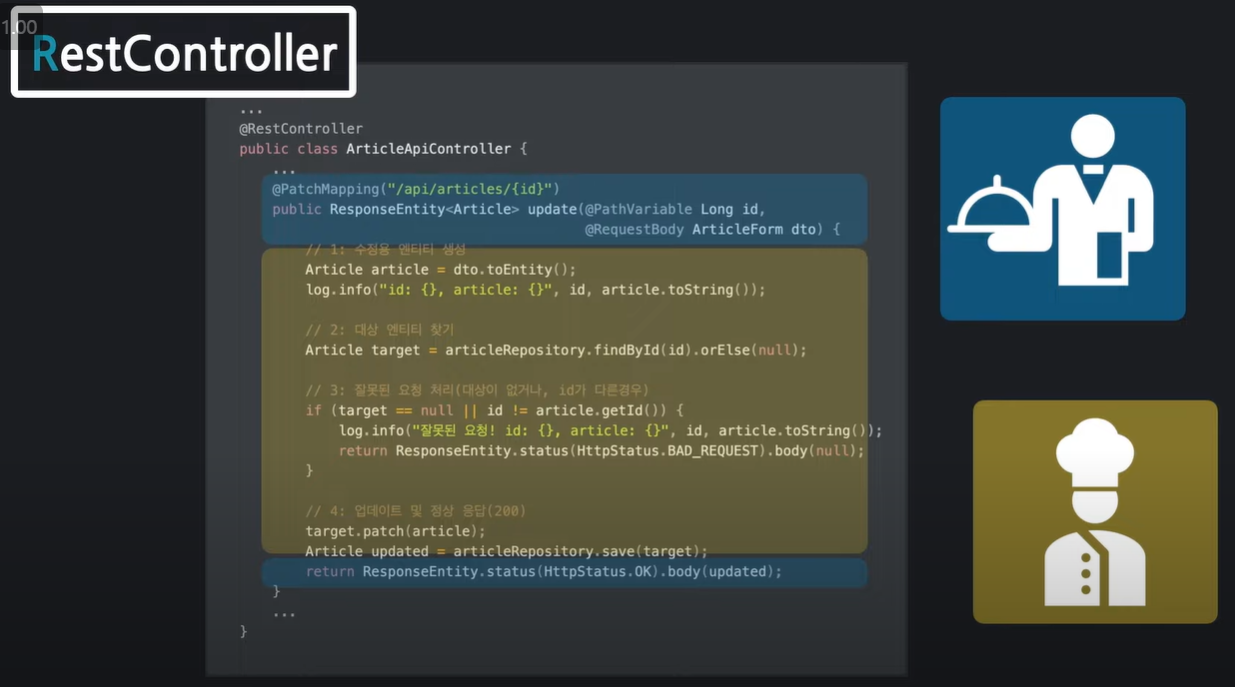 1.00
RestController
...
@RestController
public class ArticleApiController {
...
@PatchMapping("/api/articles/{id}")
public ResponseEntity<Article> update(@PathVariable Long id,
@RequestBody ArticleForm dto) {
// 1: 수정용 엔티티 생성
Article article = dto.toEntity();
log.info("id: {}, article: {}", id, article.toString());
// 2: 대상 엔티티 찾기
Article target = articleRepository.findById(id).orElse(null);
// 3: 잘못된 요청 처리(대상이 없거나, id가 다른경우)
if (target == null || id != article.getId()) {
log.info("잘못된 요청! id: {}, article: {}", id, article.toString());
return ResponseEntity.status(HttpStatus.BAD_REQUEST).body(null);
}
// 4: 업데이트 및 정상 응답(200)
target.patch(article);
Article updated = articleRepository.save(target);
return ResponseEntity.status(HttpStatus.OK).body(updated);
}
...
}